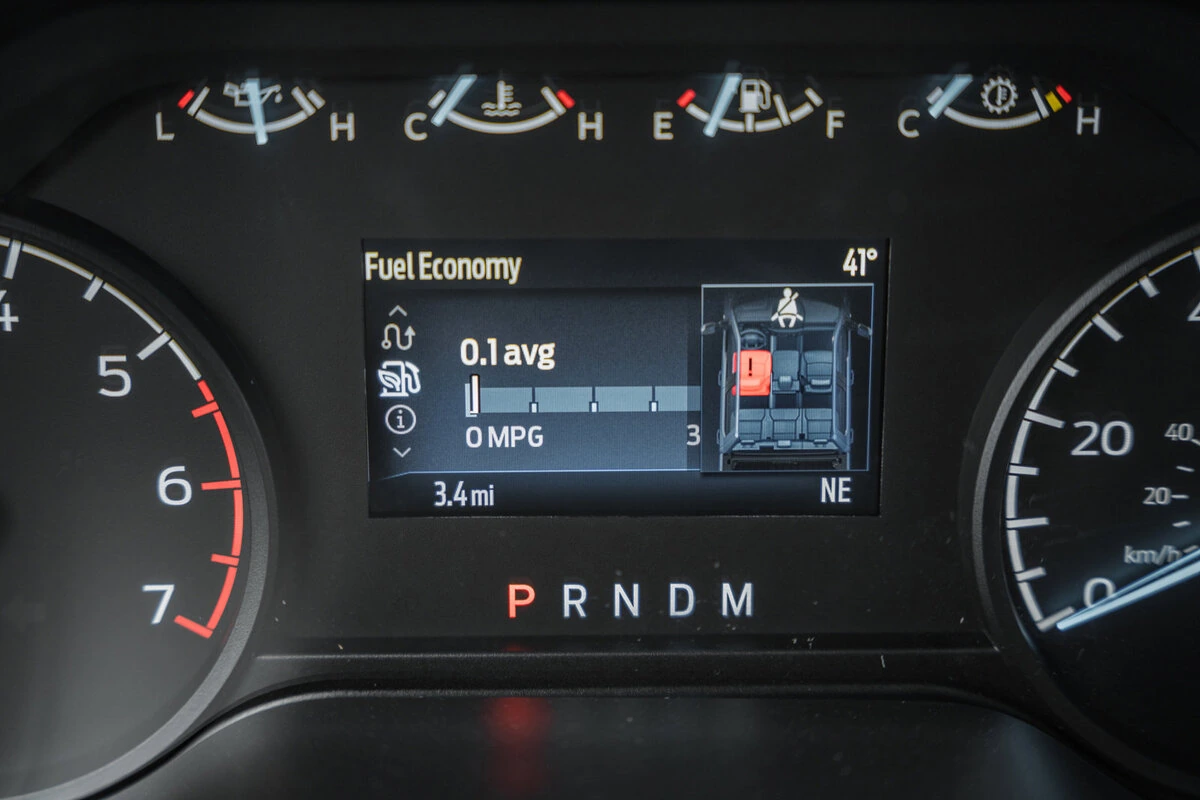 L H C H E F C H
Fuel Economy 41°
0.1 avg
0 MPG 3
3.4 mi NE
P R N D M
4
5
6
7
20
0
40
20
km/h